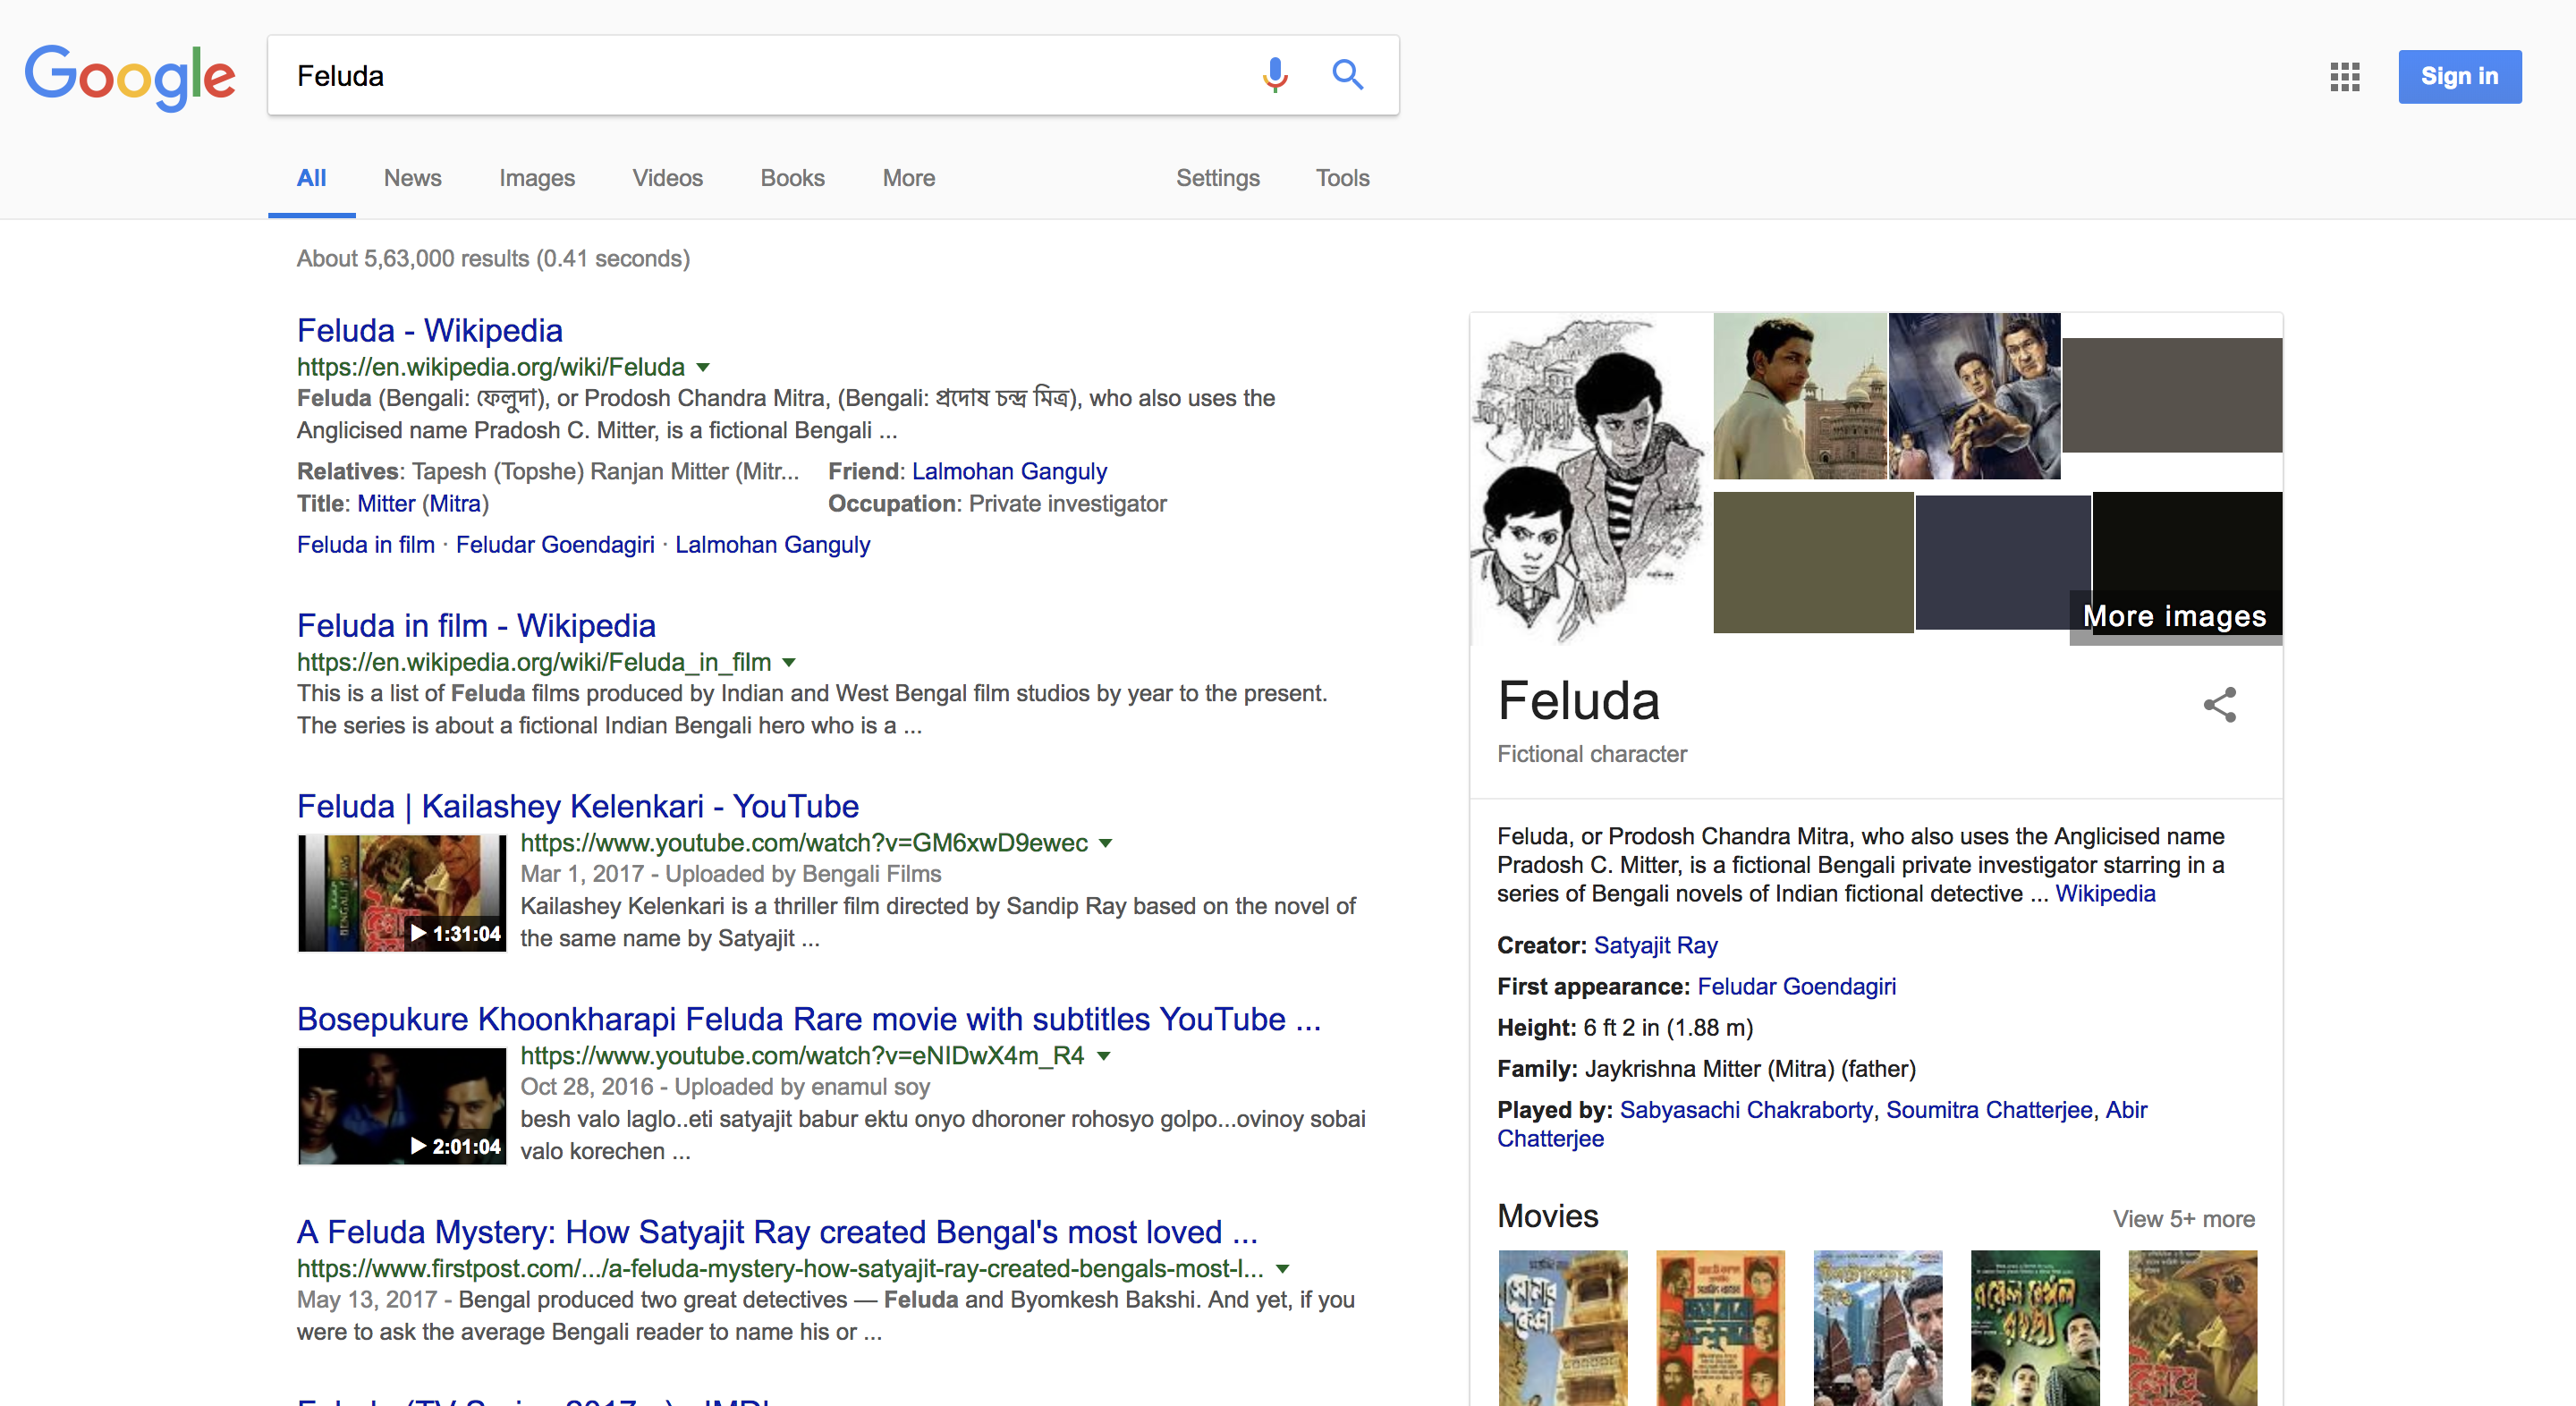 Google
Feluda
Sign in
All News Images Videos Books More Settings Tools
About 5,63,000 results (0.41 seconds)
Feluda - Wikipedia
https://en.wikipedia.org/wiki/Feluda
Feluda (Bengali: ফেলুদা), or Prodosh Chandra Mitra, (Bengali: প্রদোষ চন্দ্র মিত্র), who also uses the
Anglicised name Pradosh C. Mitter, is a fictional Bengali ...
Relatives: Tapesh (Topshe) Ranjan Mitter (Mitr... Friend: Lalmohan Ganguly
Title: Mitter (Mitra) Occupation: Private investigator
Feluda in film · Feludar Goendagiri · Lalmohan Ganguly
Feluda in film - Wikipedia
https://en.wikipedia.org/wiki/Feluda_in_film
This is a list of Feluda films produced by Indian and West Bengal film studios by year to the present.
The series is about a fictional Indian Bengali hero who is a ...
Feluda | Kailashey Kelenkari - YouTube
https://www.youtube.com/watch?v=GM6xwD9ewec
Mar 1, 2017 - Uploaded by Bengali Films
Kailashey Kelenkari is a thriller film directed by Sandip Ray based on the novel of
the same name by Satyajit ...
1:31:04
Bosepukure Khoonkharapi Feluda Rare movie with subtitles YouTube ...
https://www.youtube.com/watch?v=eNIDwX4m_R4
Oct 28, 2016 - Uploaded by enamul soy
besh valo laglo..eti satyajit babur ektu onyo dhoroner rohosyo golpo...ovinoy sobai
valo korechen ...
2:01:04
A Feluda Mystery: How Satyajit Ray created Bengal's most loved ...
https://www.firstpost.com/.../a-feluda-mystery-how-satyajit-ray-created-bengals-most-l...
May 13, 2017 - Bengal produced two great detectives — Feluda and Byomkesh Bakshi. And yet, if you
were to ask the average Bengali reader to name his or ...
More images
Feluda
Fictional character
Feluda, or Prodosh Chandra Mitra, who also uses the Anglicised name
Pradosh C. Mitter, is a fictional Bengali private investigator starring in a
series of Bengali novels of Indian fictional detective ... Wikipedia
Creator: Satyajit Ray
First appearance: Feludar Goendagiri
Height: 6 ft 2 in (1.88 m)
Family: Jaykrishna Mitter (Mitra) (father)
Played by: Sabyasachi Chakraborty, Soumitra Chatterjee, Abir
Chatterjee
Movies
View 5+ more
সোনার কেল্লা
রয়েল বেঙ্গল রহস্য